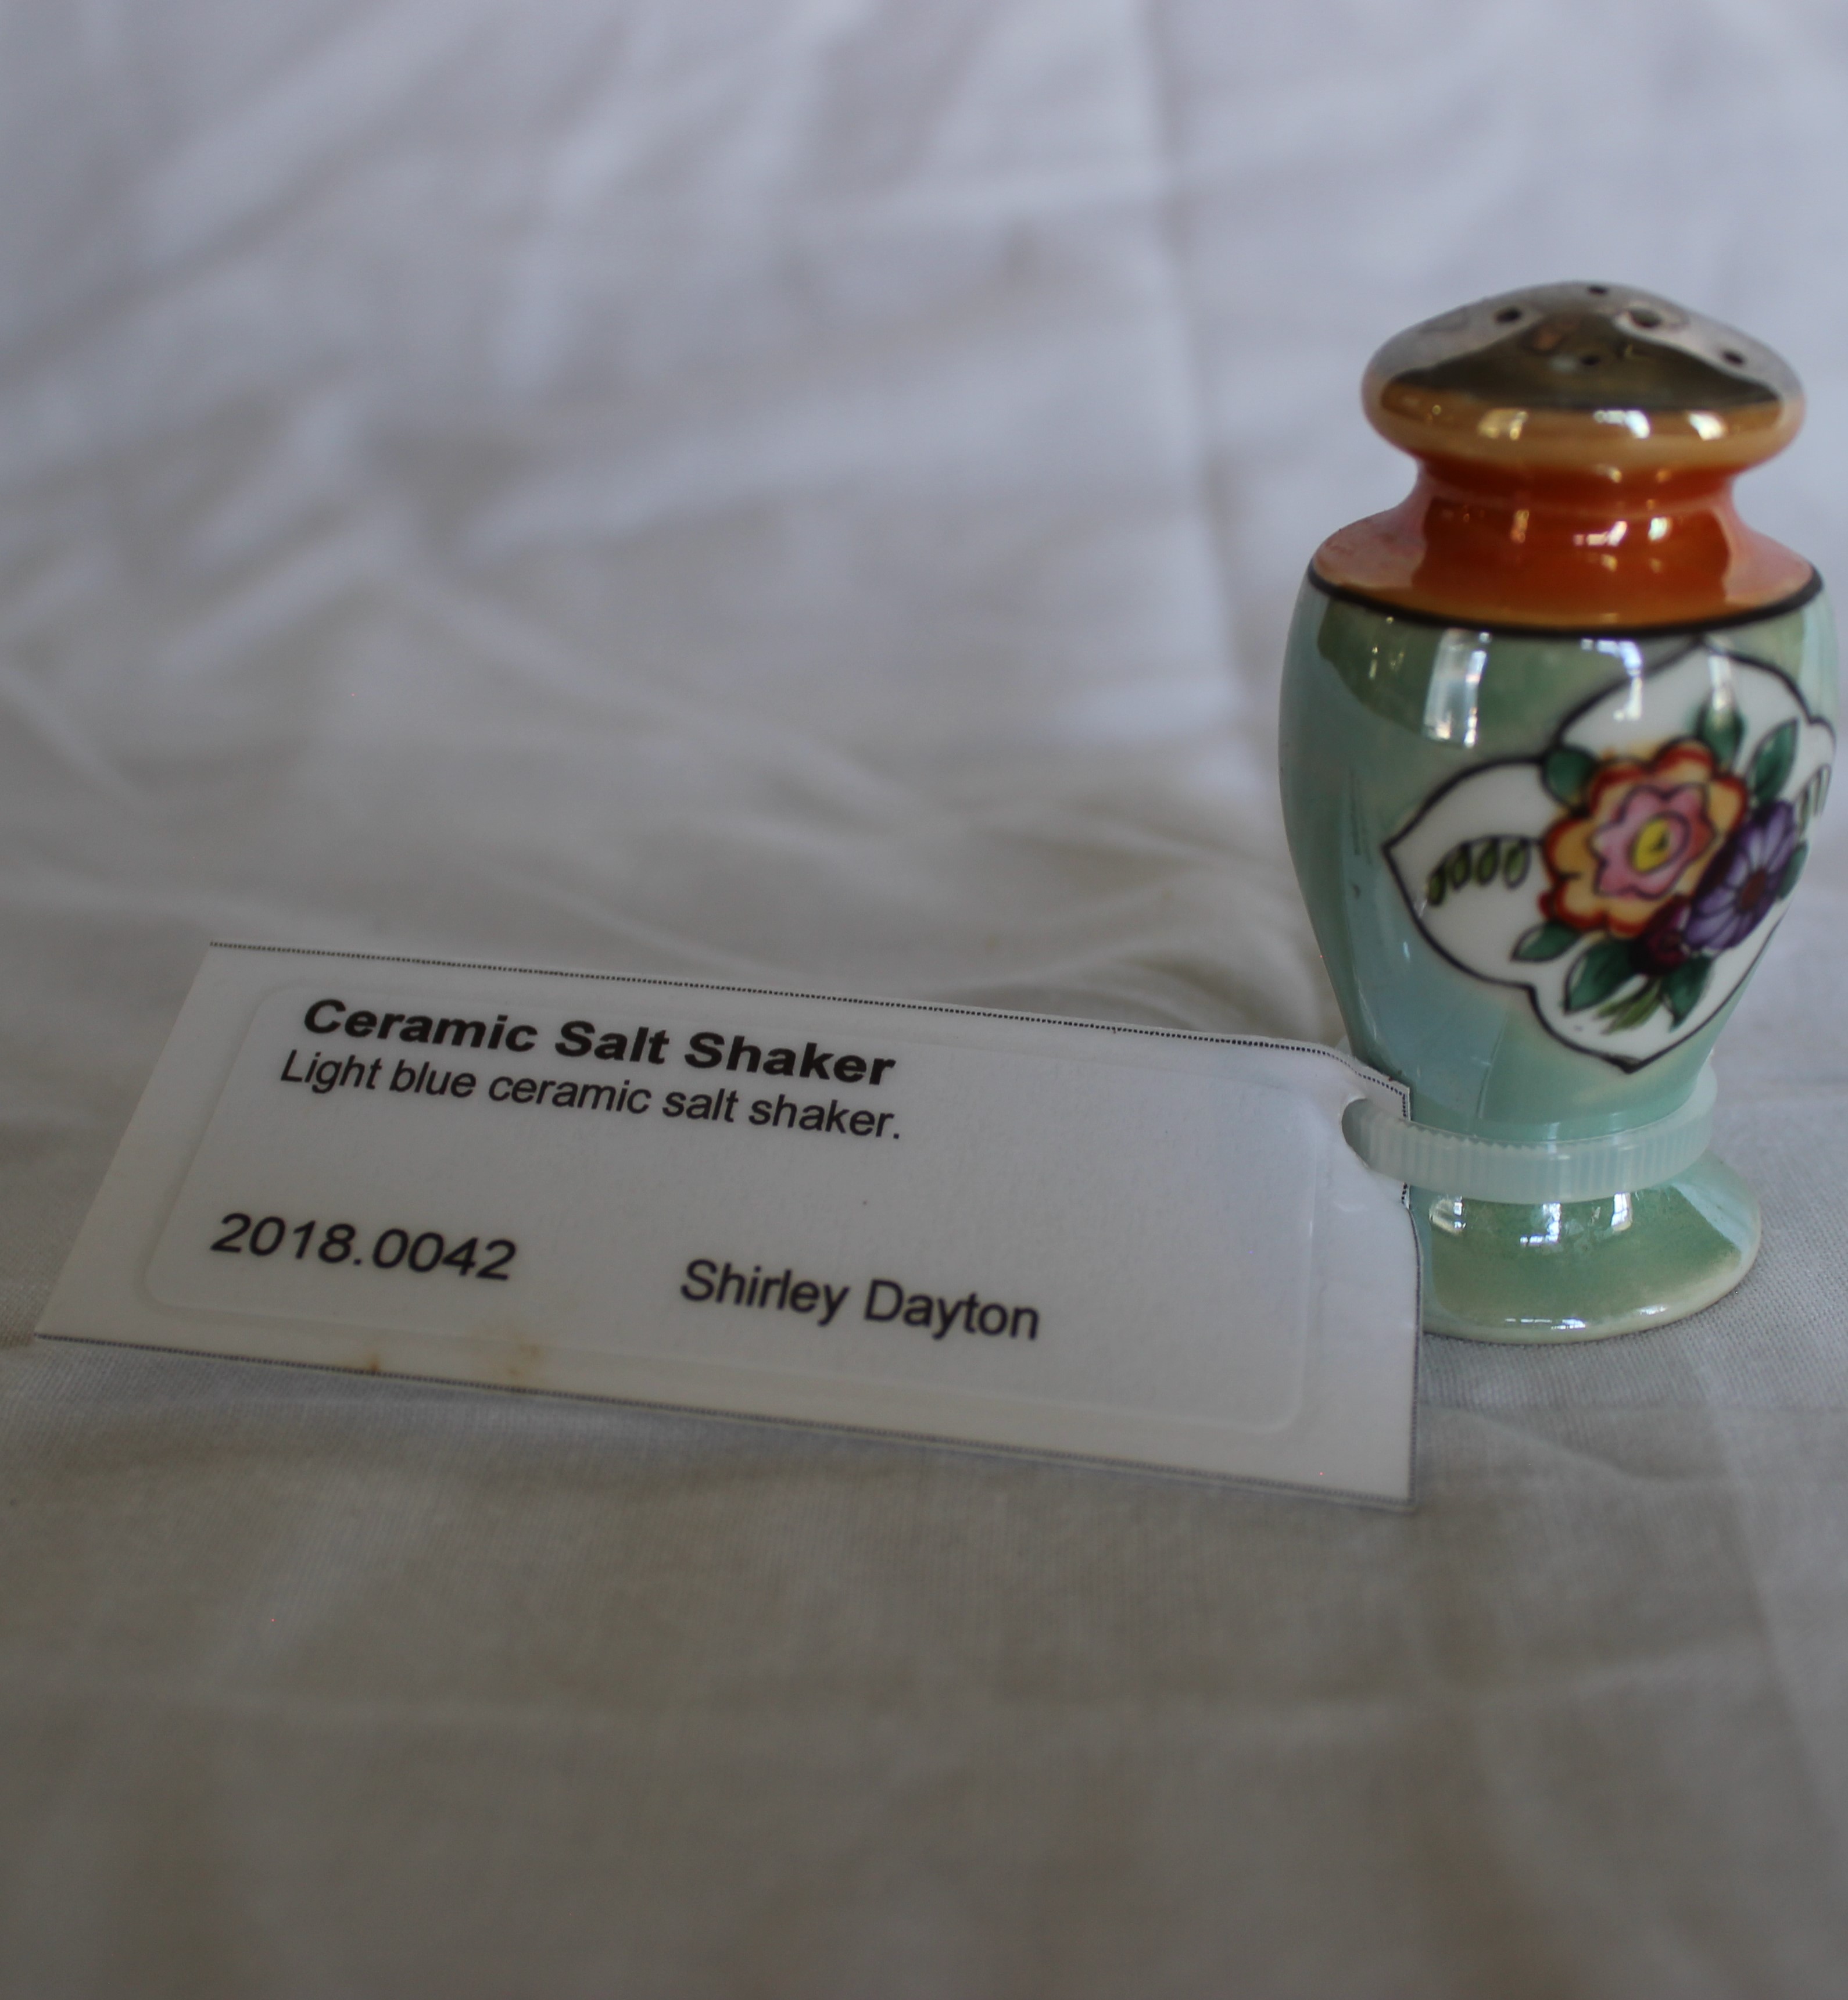 Ceramic Salt Shaker
Light blue ceramic salt shaker.
2018.0042 Shirley Dayton